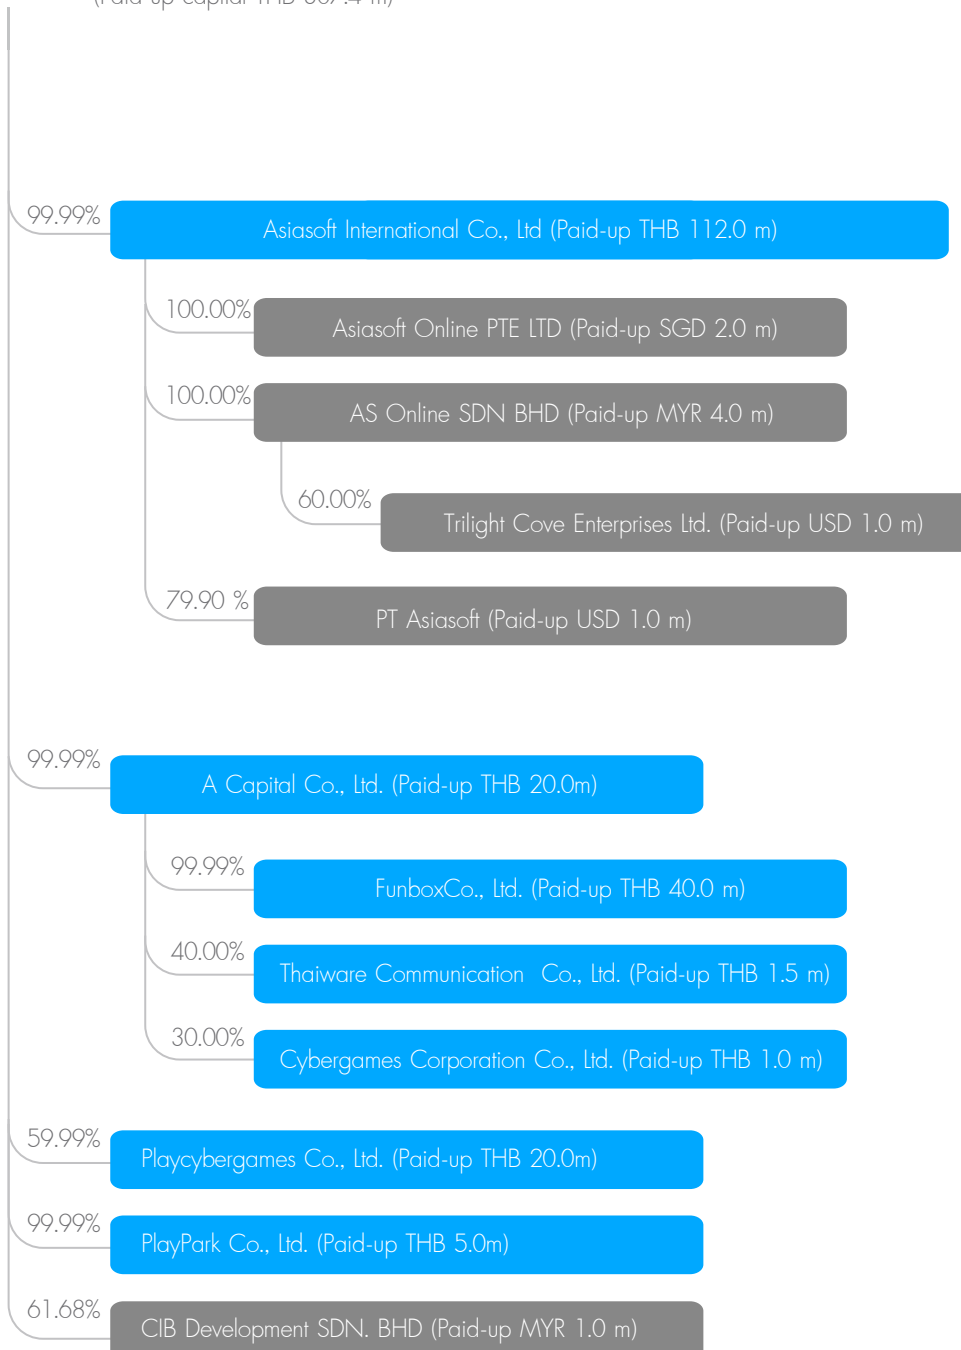 99.99%
Asiasoft International Co., Ltd (Paid-up THB 112.0 m)
100.00%
Asiasoft Online PTE LTD (Paid-up SGD 2.0 m)
100.00%
AS Online SDN BHD (Paid-up MYR 4.0 m)
60.00%
Trilight Cove Enterprises Ltd. (Paid-up USD 1.0 m)
79.90 %
PT Asiasoft (Paid-up USD 1.0 m)
99.99%
A Capital Co., Ltd. (Paid-up THB 20.0m)
99.99%
FunboxCo., Ltd. (Paid-up THB 40.0 m)
40.00%
Thaiware Communication  Co., Ltd. (Paid-up THB 1.5 m)
30.00%
Cybergames Corporation Co., Ltd. (Paid-up THB 1.0 m)
59.99%
Playcybergames Co., Ltd. (Paid-up THB 20.0m)
99.99%
PlayPark Co., Ltd. (Paid-up THB 5.0m)
61.68%
CIB Development SDN. BHD (Paid-up MYR 1.0 m)